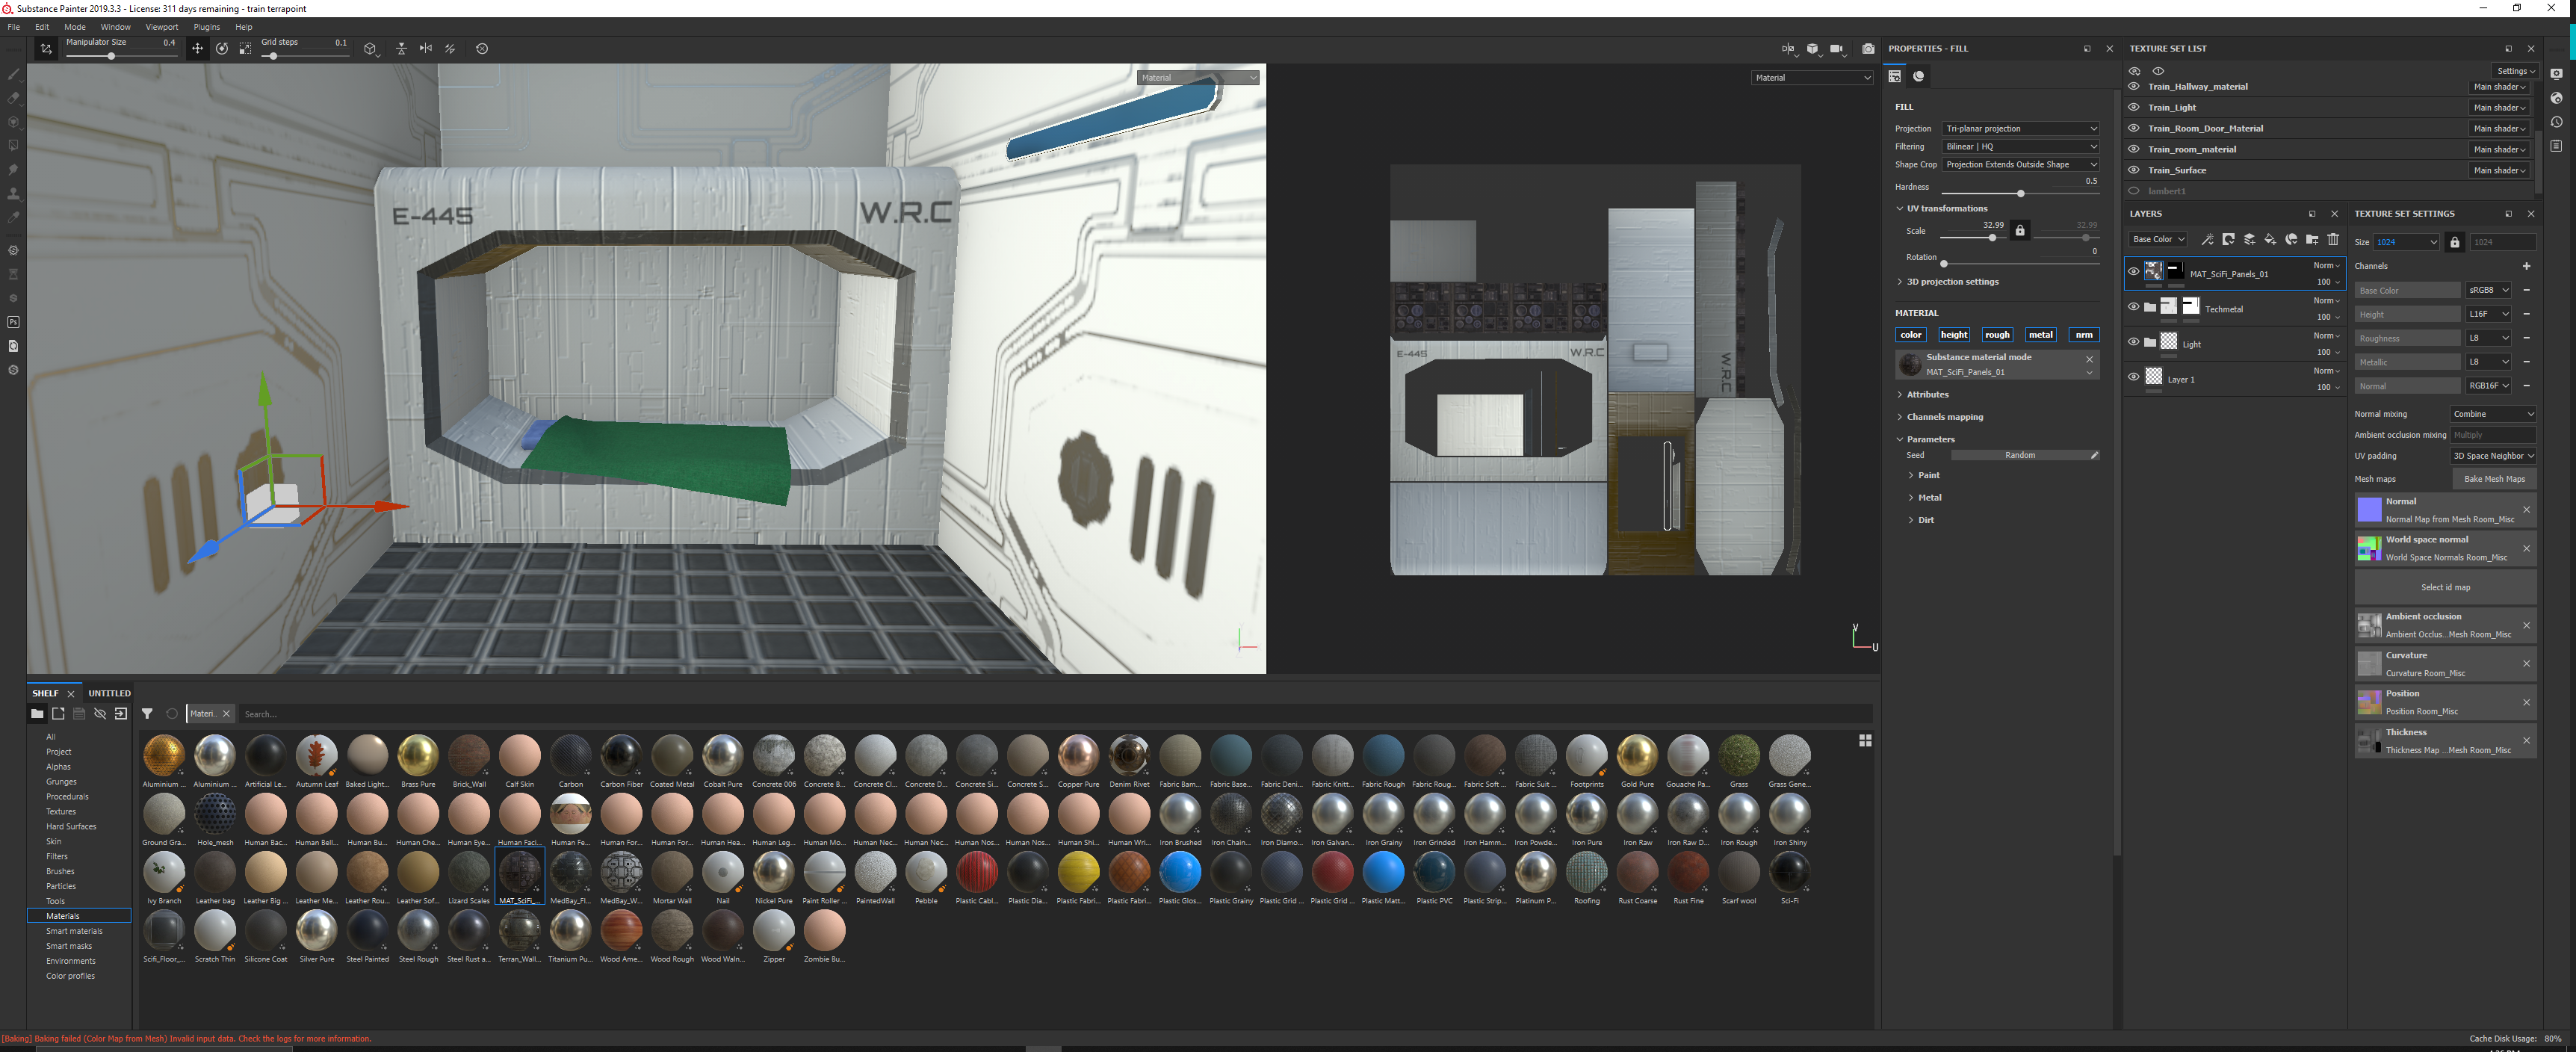 Substance Painter 2019.3.3 - License: 311 days remaining - train terrapoint
File Edit Mode Window Viewport Plugins Help
Manipulator Size 0.4 Grid steps 0.1
Material
Material
E-445
W.R.C
E-445
W.R.C
W.R.C
V
U
PROPERTIES - FILL
FILL
Projection Tri-planar projection
Filtering Bilinear | HQ
Shape Crop Projection Extends Outside Shape
Hardness 0.5
UV transformations
Scale 32.99 32.99
Rotation 0
3D projection settings
MATERIAL
color height rough metal nrm
Substance material mode
MAT_SciFi_Panels_01
Attributes
Channels mapping
Parameters
Seed Random
Paint
Metal
Dirt
TEXTURE SET LIST
Settings
Train_Hallway_material Main shader
Train_Light Main shader
Train_Room_Door_Material Main shader
Train_room_material Main shader
Train_Surface Main shader
lambert1
LAYERS
Base Color
MAT_SciFi_Panels_01 Norm 100
Techmetal Norm 100
Light Norm 100
Layer 1 Norm 100
TEXTURE SET SETTINGS
Size 1024 1024
Channels
Base Color sRGB8
Height L16F
Roughness L8
Metallic L8
Normal RGB16F
Normal mixing Combine
Ambient occlusion mixing Multiply
UV padding 3D Space Neighbor
Mesh maps Bake Mesh Maps
Normal
Normal Map from Mesh Room_Misc
World space normal
World Space Normals Room_Misc
Select id map
Ambient occlusion
Ambient Occlus...Mesh Room_Misc
Curvature
Curvature Room_Misc
Position
Position Room_Misc
Thickness
Thickness Map ...Mesh Room_Misc
SHELF UNTITLED
Materi.. Search...
All
Project
Alphas
Grunges
Procedurals
Textures
Hard Surfaces
Skin
Filters
Brushes
Particles
Tools
Materials
Smart materials
Smart masks
Environments
Color profiles
Aluminium ... Aluminium ... Artificial Le... Autumn Leaf Baked Light... Brass Pure Brick_Wall Calf Skin Carbon Carbon Fiber Coated Metal Cobalt Pure Concrete 006 Concrete B... Concrete Cl... Concrete D... Concrete Si... Concrete S... Copper Pure Denim Rivet Fabric Bam... Fabric Base... Fabric Deni... Fabric Knitt... Fabric Rough Fabric Roug... Fabric Soft ... Fabric Suit ... Footprints Gold Pure Gouache Pa... Grass Grass Gene...
Ground Gra... Hole_mesh Human Bac... Human Bell... Human Bu... Human Che... Human Eye... Human Faci... Human Fe... Human For... Human For... Human Hea... Human Leg... Human Mo... Human Nec... Human Nec... Human Nos... Human Nos... Human Shi... Human Wri... Iron Brushed Iron Chain... Iron Diamo... Iron Galvan... Iron Grainy Iron Grinded Iron Hamm... Iron Powde... Iron Pure Iron Raw Iron Raw D... Iron Rough Iron Shiny
Ivy Branch Leather bag Leather Big ... Leather Me... Leather Rou... Leather Sof... Lizard Scales MAT_SciFi_... MedBay_Fl... MedBay_W... Mortar Wall Nail Nickel Pure Paint Roller ... PaintedWall Pebble Plastic Cabl... Plastic Dia... Plastic Fabri... Plastic Fabri... Plastic Glos... Plastic Grainy Plastic Grid ... Plastic Grid ... Plastic Matt... Plastic PVC Plastic Strip... Platinum P... Roofing Rust Coarse Rust Fine Scarf wool Sci-Fi
Scifi_Floor_... Scratch Thin Silicone Coat Silver Pure Steel Painted Steel Rough Steel Rust a... Terran_Wall... Titanium Pu... Wood Ame... Wood Rough Wood Waln... Zipper Zombie Bu...
[Baking] Baking failed (Color Map from Mesh) Invalid input data. Check the logs for more information.
Cache Disk Usage: 80%